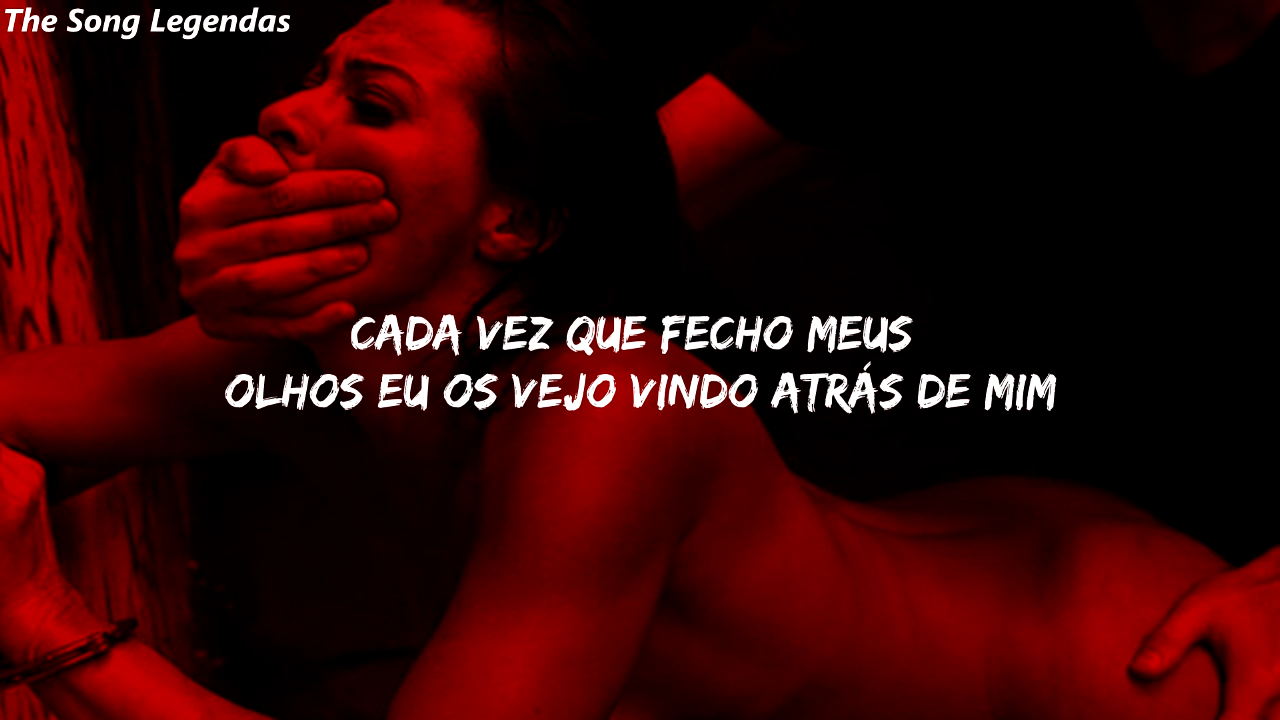 The Song Legendas
CADA VEZ QUE FECHO MEUS
OLHOS EU OS VEJO VINDO ATRÁS DE MIM